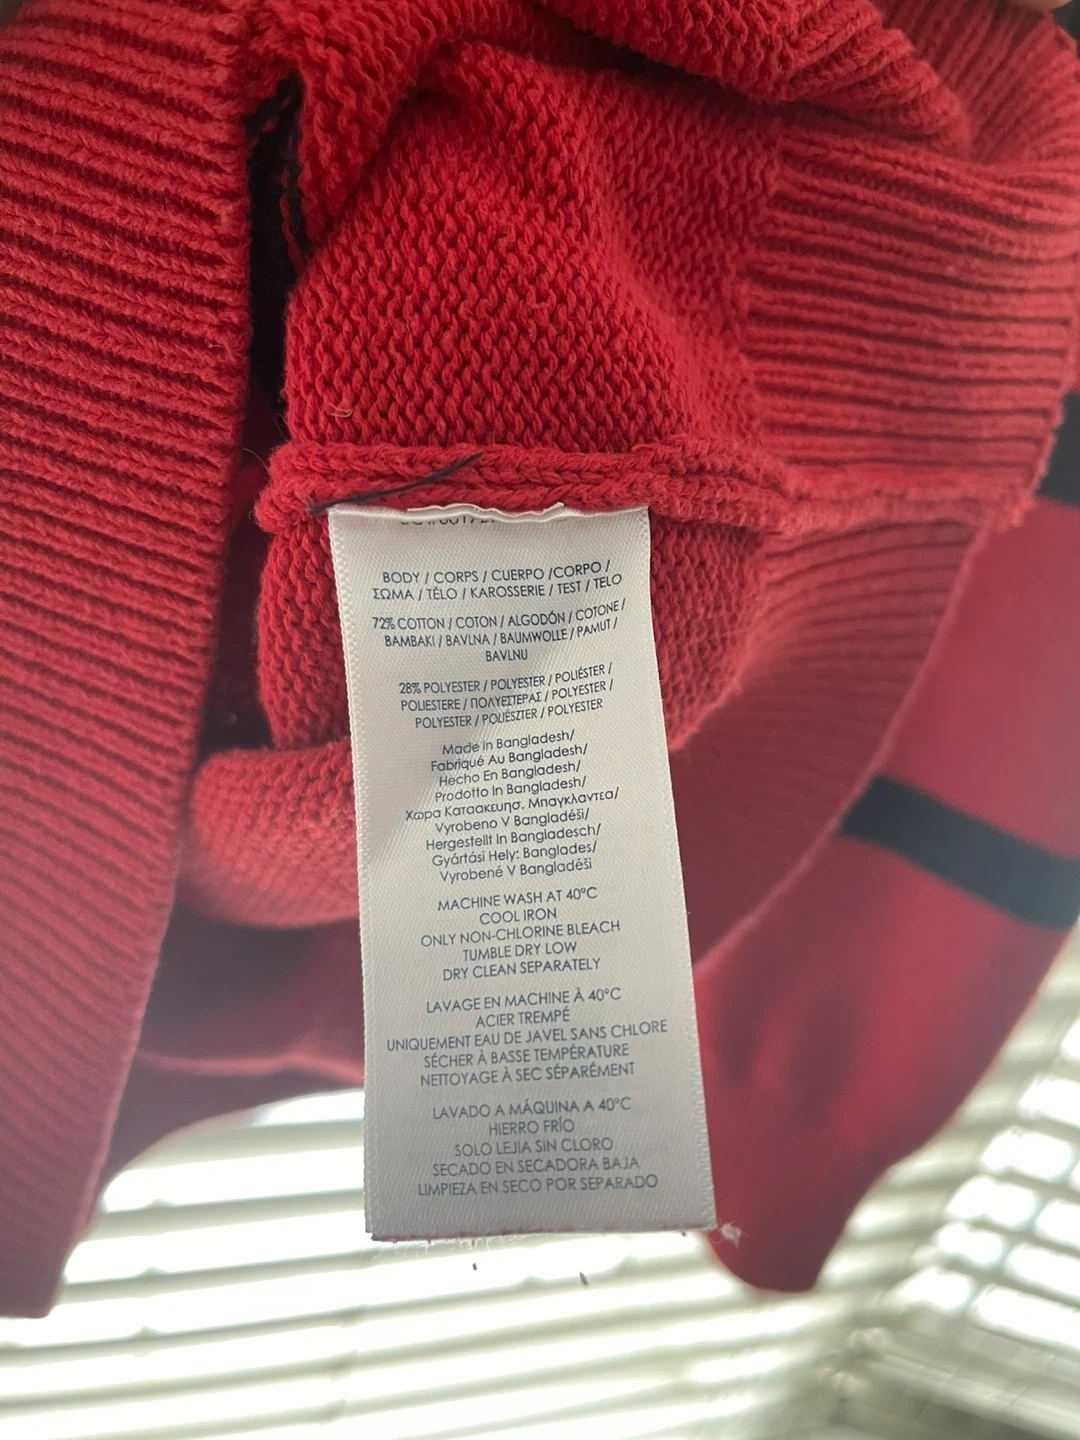 BODY / CORPS / CUERPO /CORPO /
ΣΩΜΑ / TĚLO / KAROSSERIE / TEST / TELO
72% COTTON / COTON / ALGODÓN / COTONE /
BAMBAKI / BAVLNA / BAUMWOLLE / PAMUT /
BAVLNU
28% POLYESTER / POLYESTER / POLIÉSTER /
POLIESTERE / ΠΟΛΥΕΣΤΕΡΑΣ / POLYESTER /
POLYESTER / POLIÉSZTER / POLYESTER
Made in Bangladesh/
Fabriqué Au Bangladesh/
Hecho En Bangladesh/
Prodotto In Bangladesh/
Χωρα Κατασκευησ. Μπαγκλαντεα/
Vyrobeno V Bangladéši/
Hergestellt In Bangladesch/
Gyártási Hely: Banglades/
Vyrobené V Bangladéši
MACHINE WASH AT 40°C
COOL IRON
ONLY NON-CHLORINE BLEACH
TUMBLE DRY LOW
DRY CLEAN SEPARATELY
LAVAGE EN MACHINE À 40°C
ACIER TREMPÉ
UNIQUEMENT EAU DE JAVEL SANS CHLORE
SÉCHER À BASSE TEMPÉRATURE
NETTOYAGE À SEC SÉPARÉMENT
LAVADO A MÁQUINA A 40°C
HIERRO FRÍO
SOLO LEJIA SIN CLORO
SECADO EN SECADORA BAJA
LIMPIEZA EN SECO POR SEPARADO